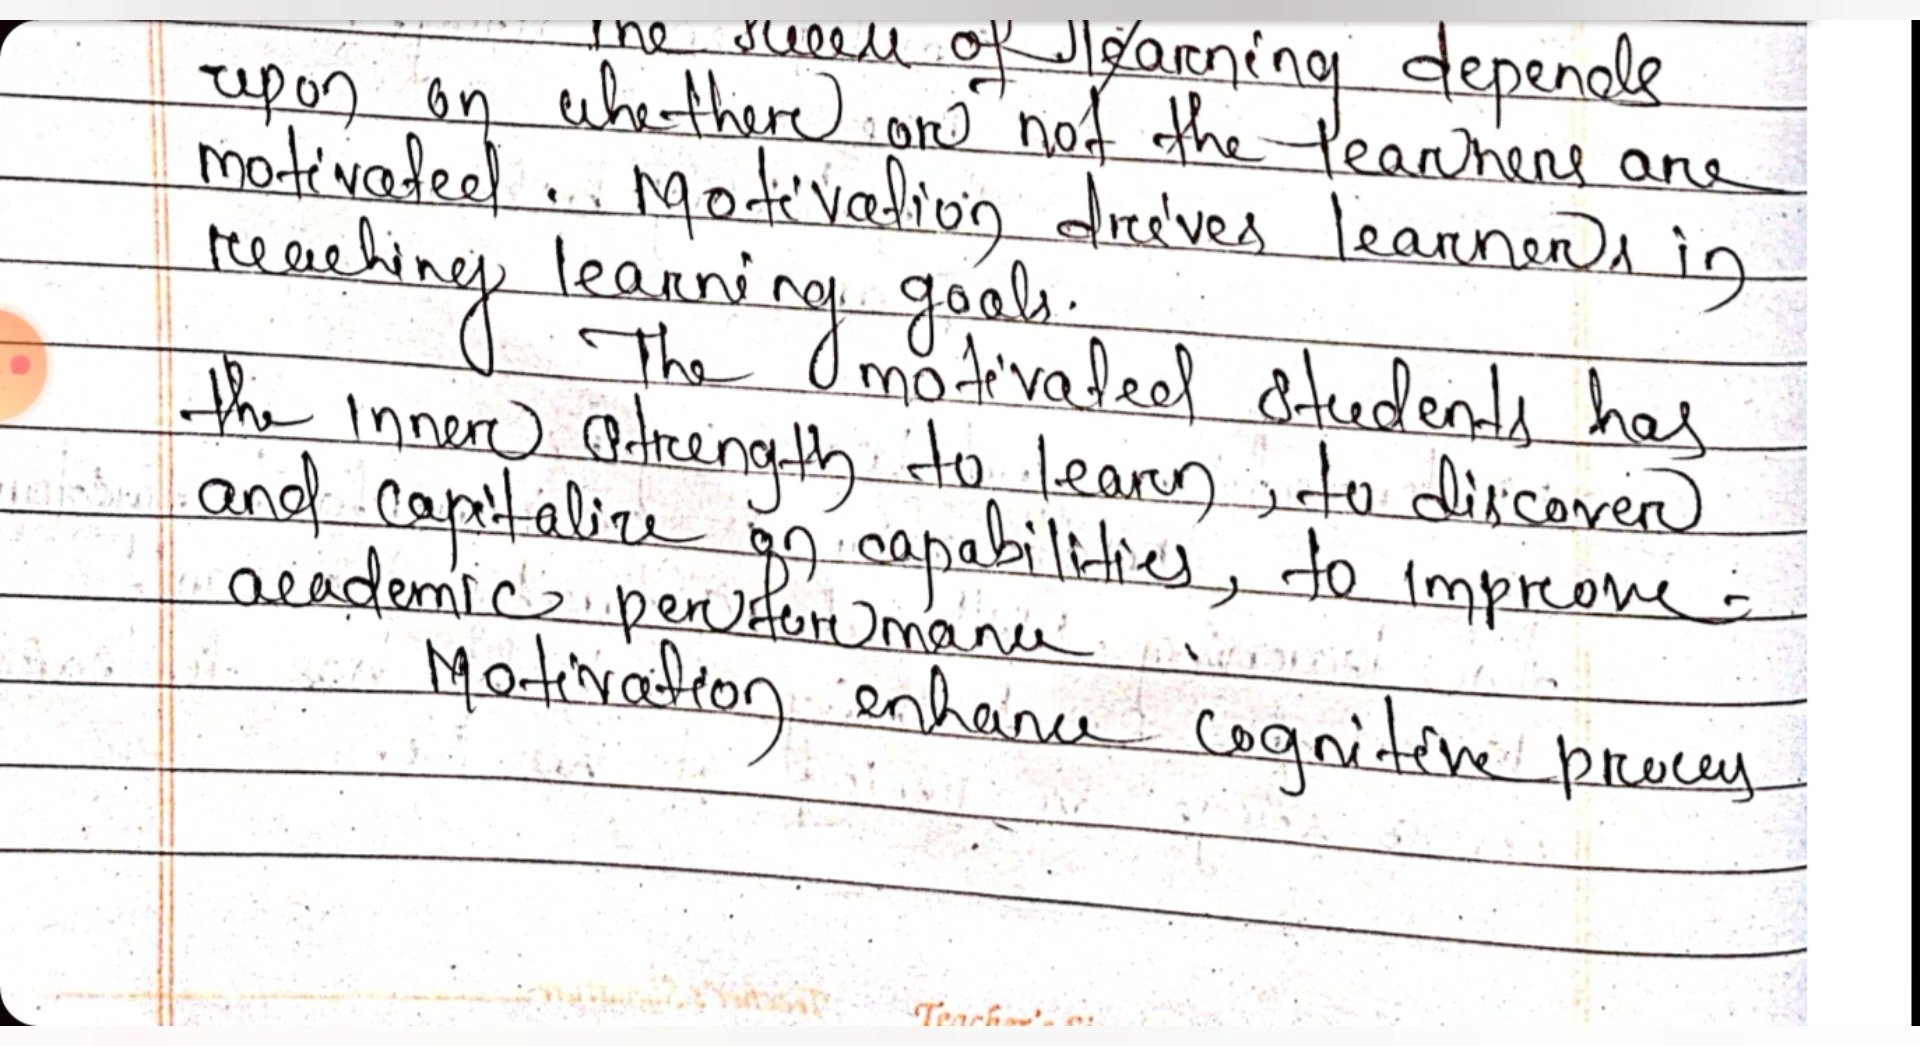 The success of learning depends
upon on whether or not the learners are
motivated. Motivation drives learners in
reaching learning goals.
The motivated students has
the inner strength to learn, to discover
and capitalize on capabilities, to improve
academic performance.
Motivation enhance cognitive process
Teacher's